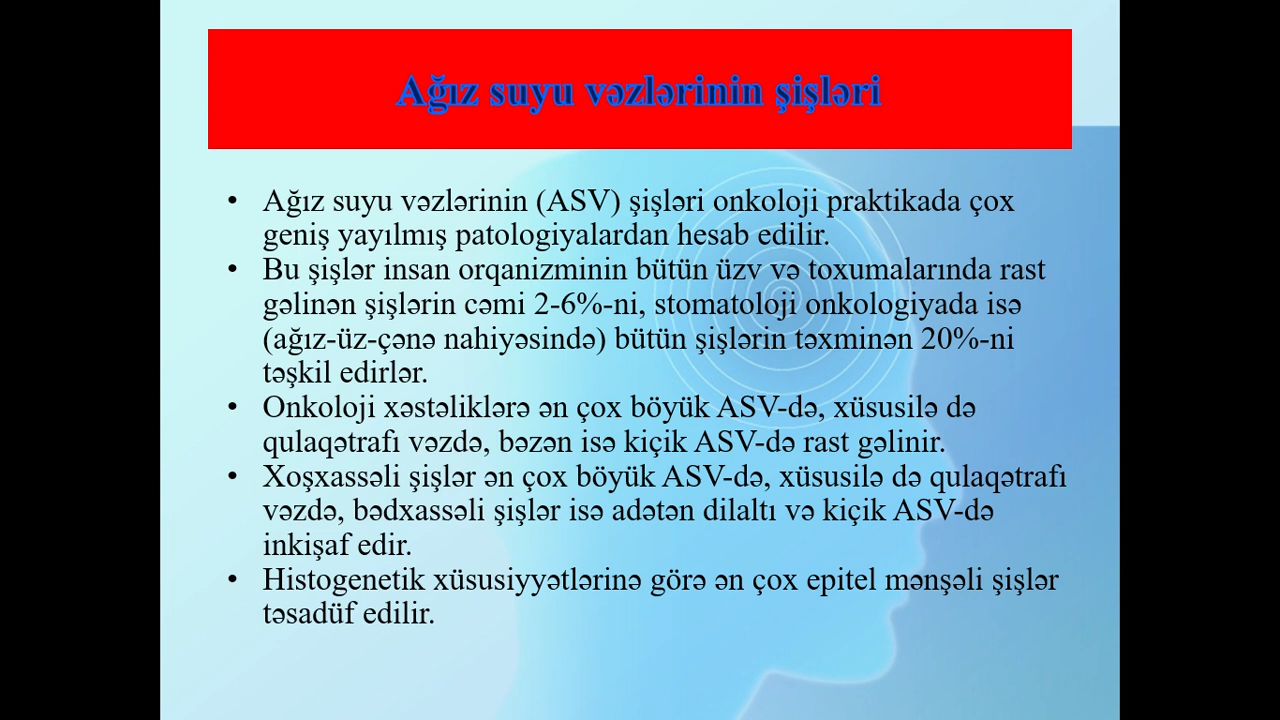 Ağız suyu vəzlərinin şişləri
• Ağız suyu vəzlərinin (ASV) şişləri onkoloji praktikada çox
geniş yayılmış patologiyalardan hesab edilir.
• Bu şişlər insan orqanizminin bütün üzv və toxumalarında rast
gəlinən şişlərin cəmi 2-6%-ni, stomatoloji onkologiyada isə
(ağız-üz-çənə nahiyəsində) bütün şişlərin təxminən 20%-ni
təşkil edirlər.
• Onkoloji xəstəliklərə ən çox böyük ASV-də, xüsusilə də
qulaqətrafı vəzdə, bəzən isə kiçik ASV-də rast gəlinir.
• Xoşxassəli şişlər ən çox böyük ASV-də, xüsusilə də qulaqətrafı
vəzdə, bədxassəli şişlər isə adətən dilaltı və kiçik ASV-də
inkişaf edir.
• Histogenetik xüsusiyyətlərinə görə ən çox epitel mənşəli şişlər
təsadüf edilir.